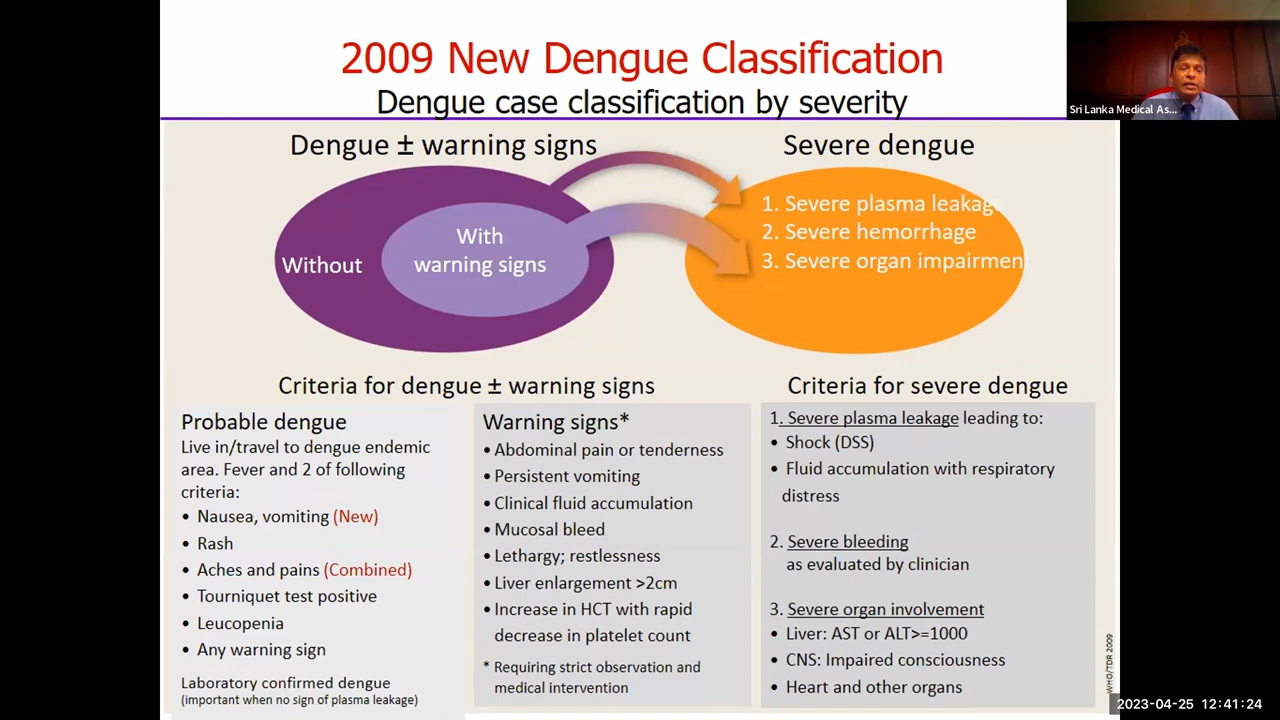 2009 New Dengue Classification
Dengue case classification by severity
Sri Lanka Medical As...
Dengue ± warning signs
Severe dengue
Without
With
warning signs
1. Severe plasma leakage
2. Severe hemorrhage
3. Severe organ impairmen
Criteria for dengue ± warning signs
Criteria for severe dengue
Probable dengue
Live in/travel to dengue endemic
area. Fever and 2 of following
criteria:
• Nausea, vomiting (New)
• Rash
• Aches and pains (Combined)
• Tourniquet test positive
• Leucopenia
• Any warning sign
Laboratory confirmed dengue
(important when no sign of plasma leakage)
Warning signs*
• Abdominal pain or tenderness
• Persistent vomiting
• Clinical fluid accumulation
• Mucosal bleed
• Lethargy; restlessness
• Liver enlargement >2cm
• Increase in HCT with rapid
decrease in platelet count
* Requiring strict observation and
medical intervention
1. Severe plasma leakage leading to:
• Shock (DSS)
• Fluid accumulation with respiratory
distress
2. Severe bleeding
as evaluated by clinician
3. Severe organ involvement
• Liver: AST or ALT>=1000
• CNS: Impaired consciousness
• Heart and other organs
WHO/TDR 2009
2023-04-25 12:41:24